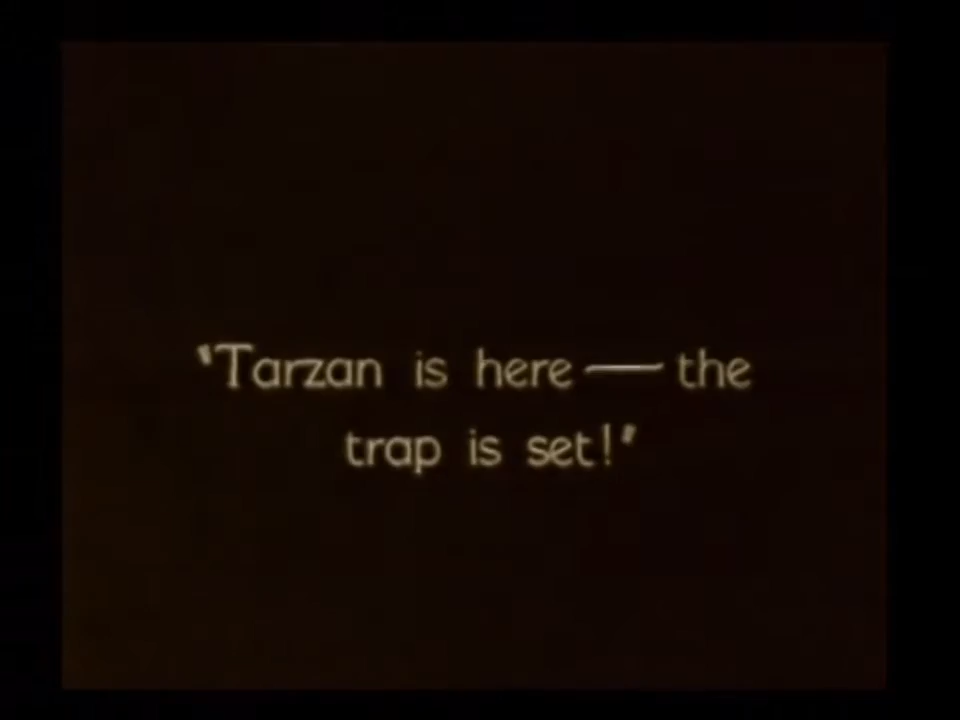 "Tarzan is here — the
trap is set!"